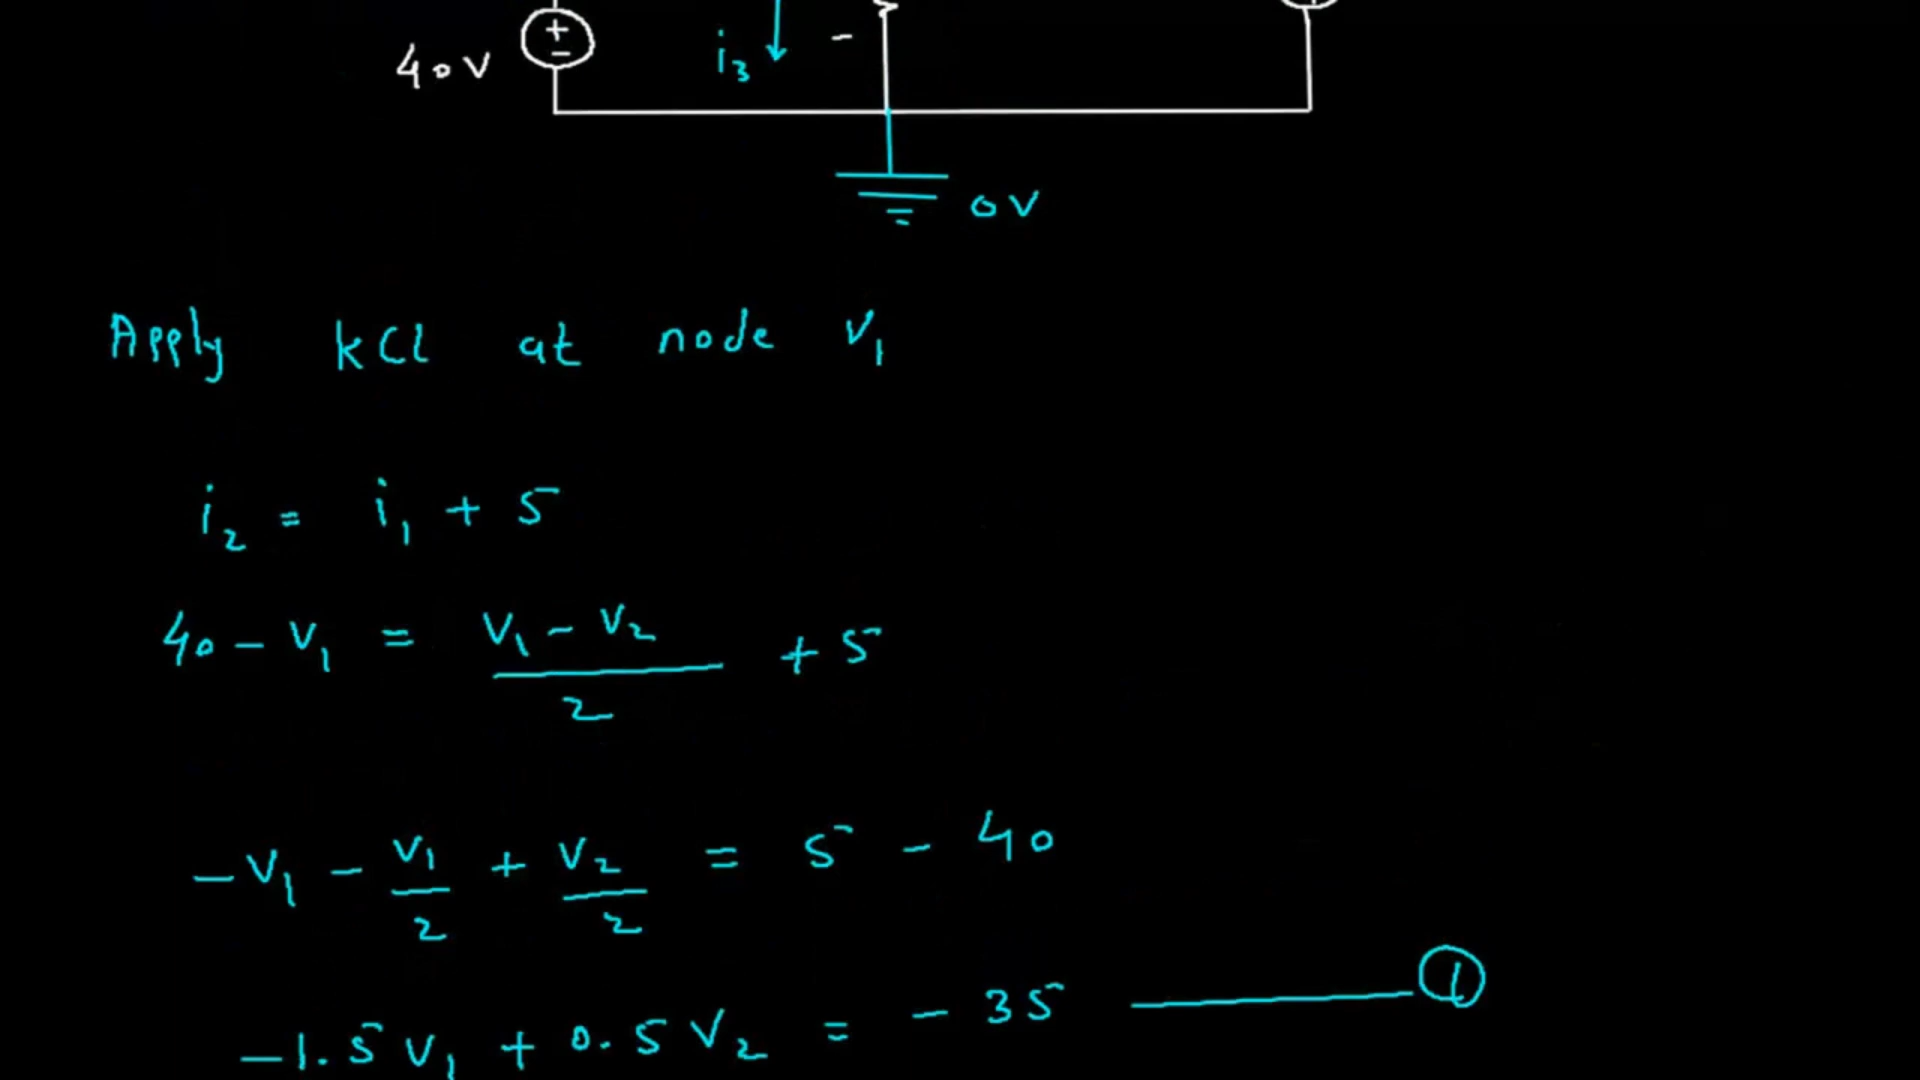 40V
i₃
0V
Apply kCl at node V₁
i₂ = i₁ + 5
40 - V₁ = (V₁ - V₂)/2 + 5
-V₁ - V₁/2 + V₂/2 = 5 - 40
-1.5 V₁ + 0.5 V₂ = - 35 ——— ①